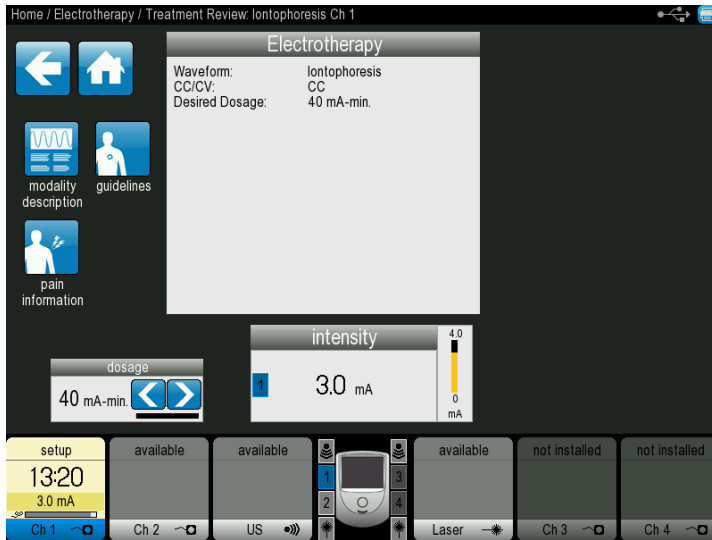 Home / Electrotherapy / Treatment Review: Iontophoresis Ch 1
Electrotherapy
Waveform: Iontophoresis
CC/CV: CC
Desired Dosage: 40 mA-min.
modality
description
guidelines
pain
information
intensity
1 3.0 mA
4.0
0
mA
dosage
40 mA-min.
setup
13:20
3.0 mA
Ch 1
available
Ch 2
available
US
1
2
3
4
available
Laser
not installed
Ch 3
not installed
Ch 4